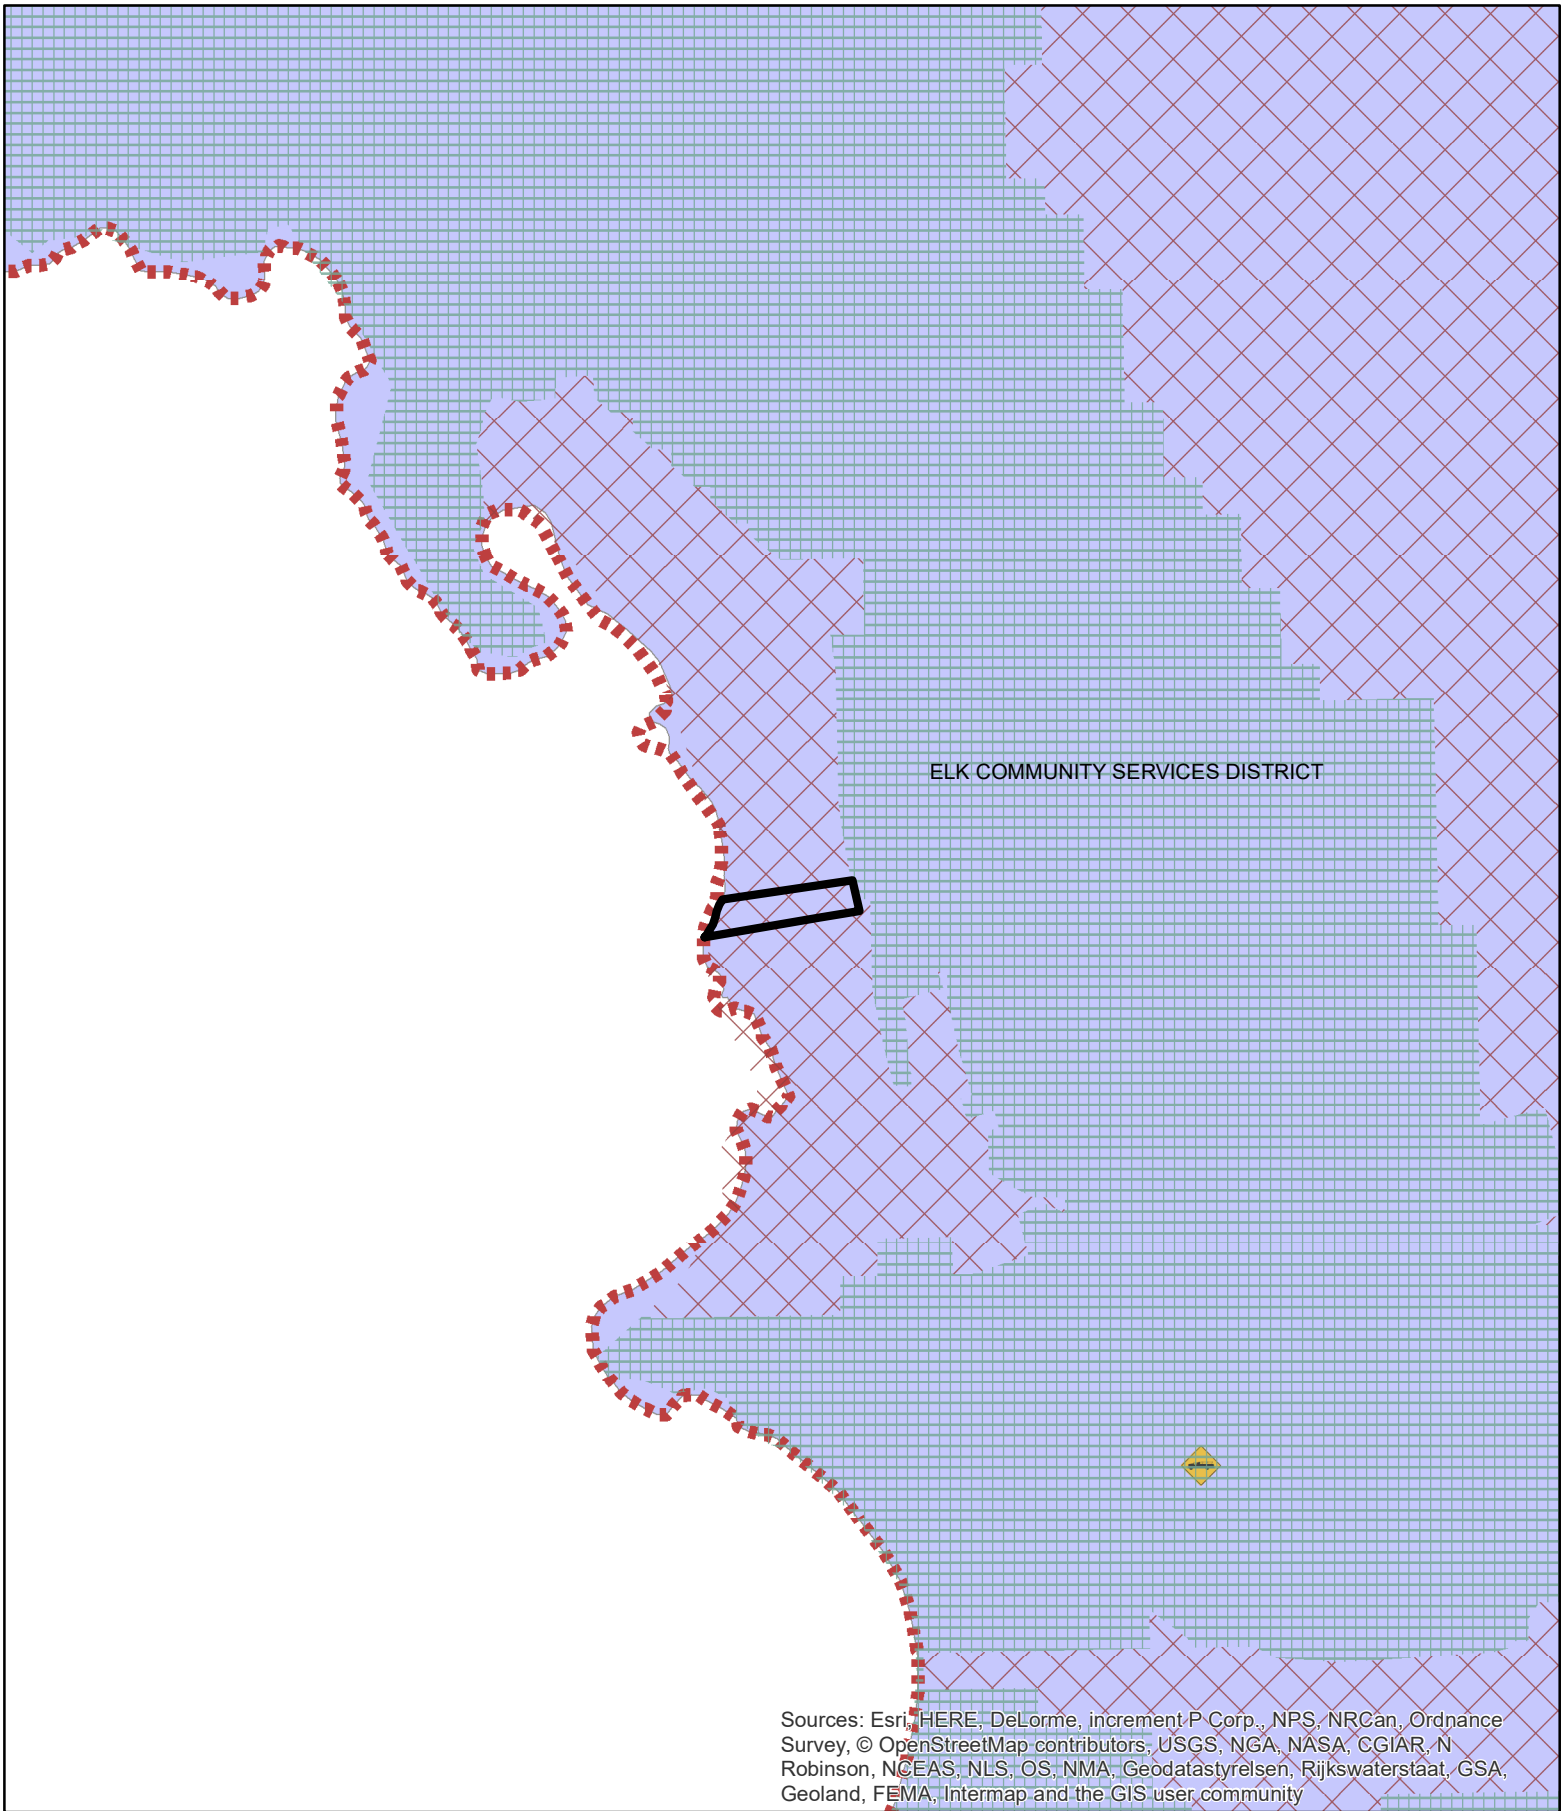 ELK COMMUNITY SERVICES DISTRICT
Sources: Esri, HERE, DeLorme, increment P Corp., NPS, NRCan, Ordnance
Survey, © OpenStreetMap contributors, USGS, NGA, NASA, CGIAR, N
Robinson, NCEAS, NLS, OS, NMA, Geodatastyrelsen, Rijkswaterstaat, GSA,
Geoland, FEMA, Intermap and the GIS user community